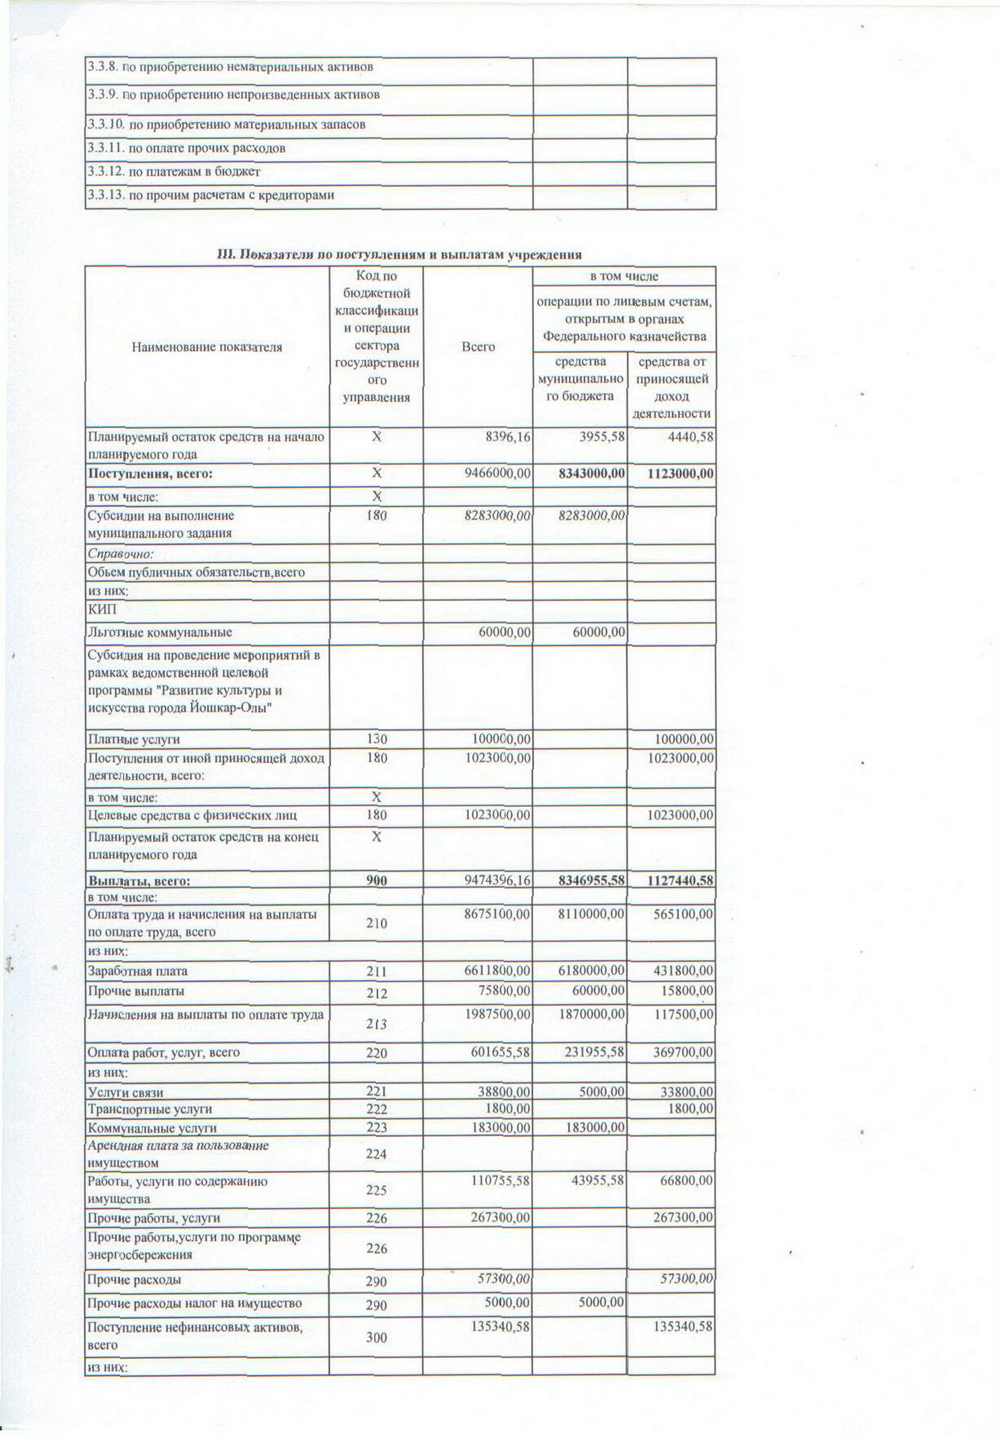 3.3.8. по приобретению нематериальных активов
3.3.9. по приобретению непроизведенных активов
3.3.10. по приобретению материальных запасов
3.3.11. по оплате прочих расходов
3.3.12. по платежам в бюджет
3.3.13. по прочим расчетам с кредиторами
III. Показатели по поступлениям и выплатам учреждения
Наименование показателя
Код по
бюджетной
классификаци
и операции
сектора
государственн
ого
управления
Всего
в том числе
операции по лицевым счетам,
открытым в органах
Федерального казначейства
средства
муниципально
го бюджета
средства от
приносящей
доход
деятельности
Планируемый остаток средств на начало
планируемого года X 8396,16 3955,58 4440,58
Поступления, всего: X 9466000,00 8343000,00 1123000,00
в том числе: X
Субсидии на выполнение
муниципального задания 180 8283000,00 8283000,00
Справочно:
Обьем публичных обязательств,всего
из них:
КИП
Льготные коммунальные 60000,00 60000,00
Субсидия на проведение мероприятий в
рамках ведомственной целевой
программы "Развитие культуры и
искусства города Йошкар-Олы"
Платные услуги 130 100000,00 100000,00
Поступления от иной приносящей доход
деятельности, всего: 180 1023000,00 1023000,00
в том числе: X
Целевые средства с физических лиц 180 1023000,00 1023000,00
Планируемый остаток средств на конец
планируемого года X
Выплаты, всего: 900 9474396,16 8346955,58 1127440,58
в том числе:
Оплата труда и начисления на выплаты
по оплате труда, всего 210 8675100,00 8110000,00 565100,00
из них:
Заработная плата 211 6611800,00 6180000,00 431800,00
Прочие выплаты 212 75800,00 60000,00 15800,00
Начисления на выплаты по оплате труда 213 1987500,00 1870000,00 117500,00
Оплата работ, услуг, всего 220 601655,58 231955,58 369700,00
из них:
Услуги связи 221 38800,00 5000,00 33800,00
Транспортные услуги 222 1800,00 1800,00
Коммунальные услуги 223 183000,00 183000,00
Арендная плата за пользование
имуществом 224
Работы, услуги по содержанию
имущества 225 110755,58 43955,58 66800,00
Прочие работы, услуги 226 267300,00 267300,00
Прочие работы,услуги по программе
энергосбережения 226
Прочие расходы 290 57300,00 57300,00
Прочие расходы налог на имущество 290 5000,00 5000,00
Поступление нефинансовых активов,
всего 300 135340,58 135340,58
из них: